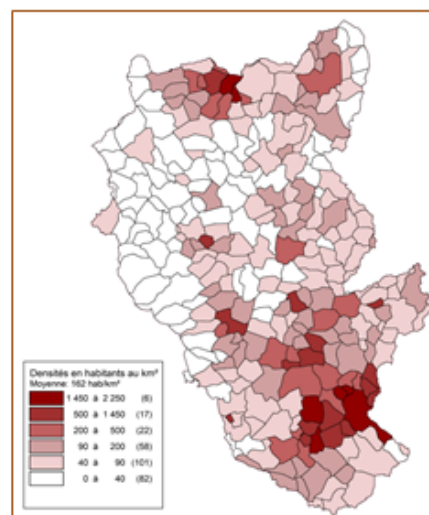 Densités en habitants au km²
Moyenne: 162 hab/km²
1 450 à 2 250 (6)
500 à 1 450 (17)
200 à 500 (22)
90 à 200 (58)
40 à 90 (101)
0 à 40 (82)